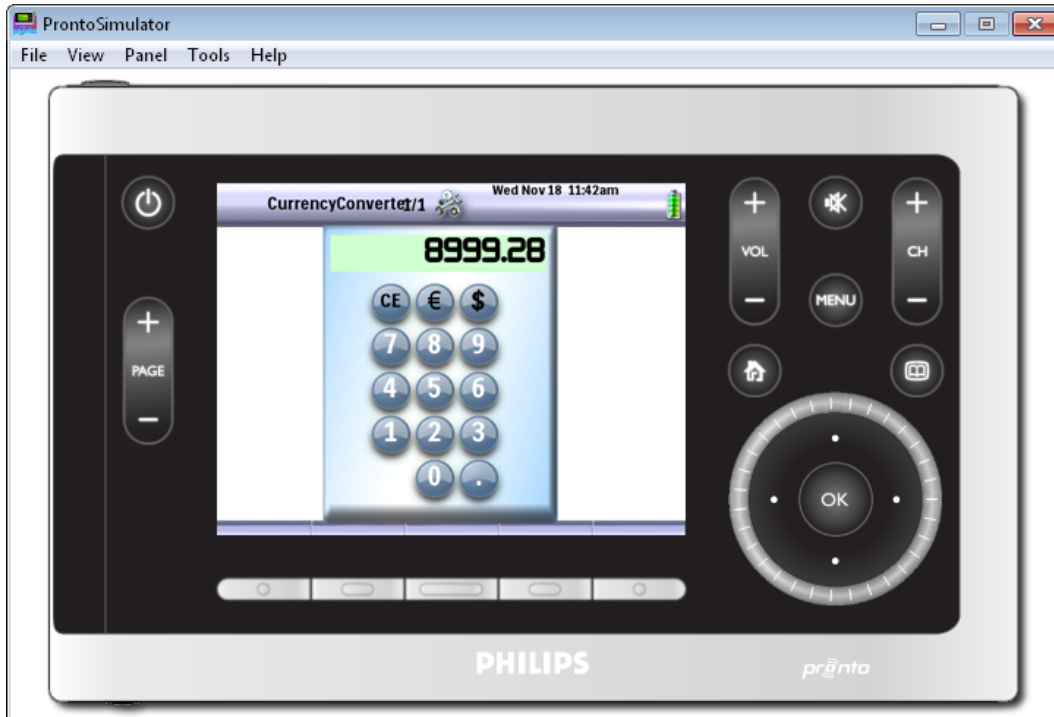 ProntoSimulator
File View Panel Tools Help
Wed Nov 18 11:42am
CurrencyConverter 1/1
8999.28
CE € $
7 8 9
4 5 6
1 2 3
0 .
+ + +
VOL CH
- MENU -
+
PAGE
-
OK
PHILIPS
pronto